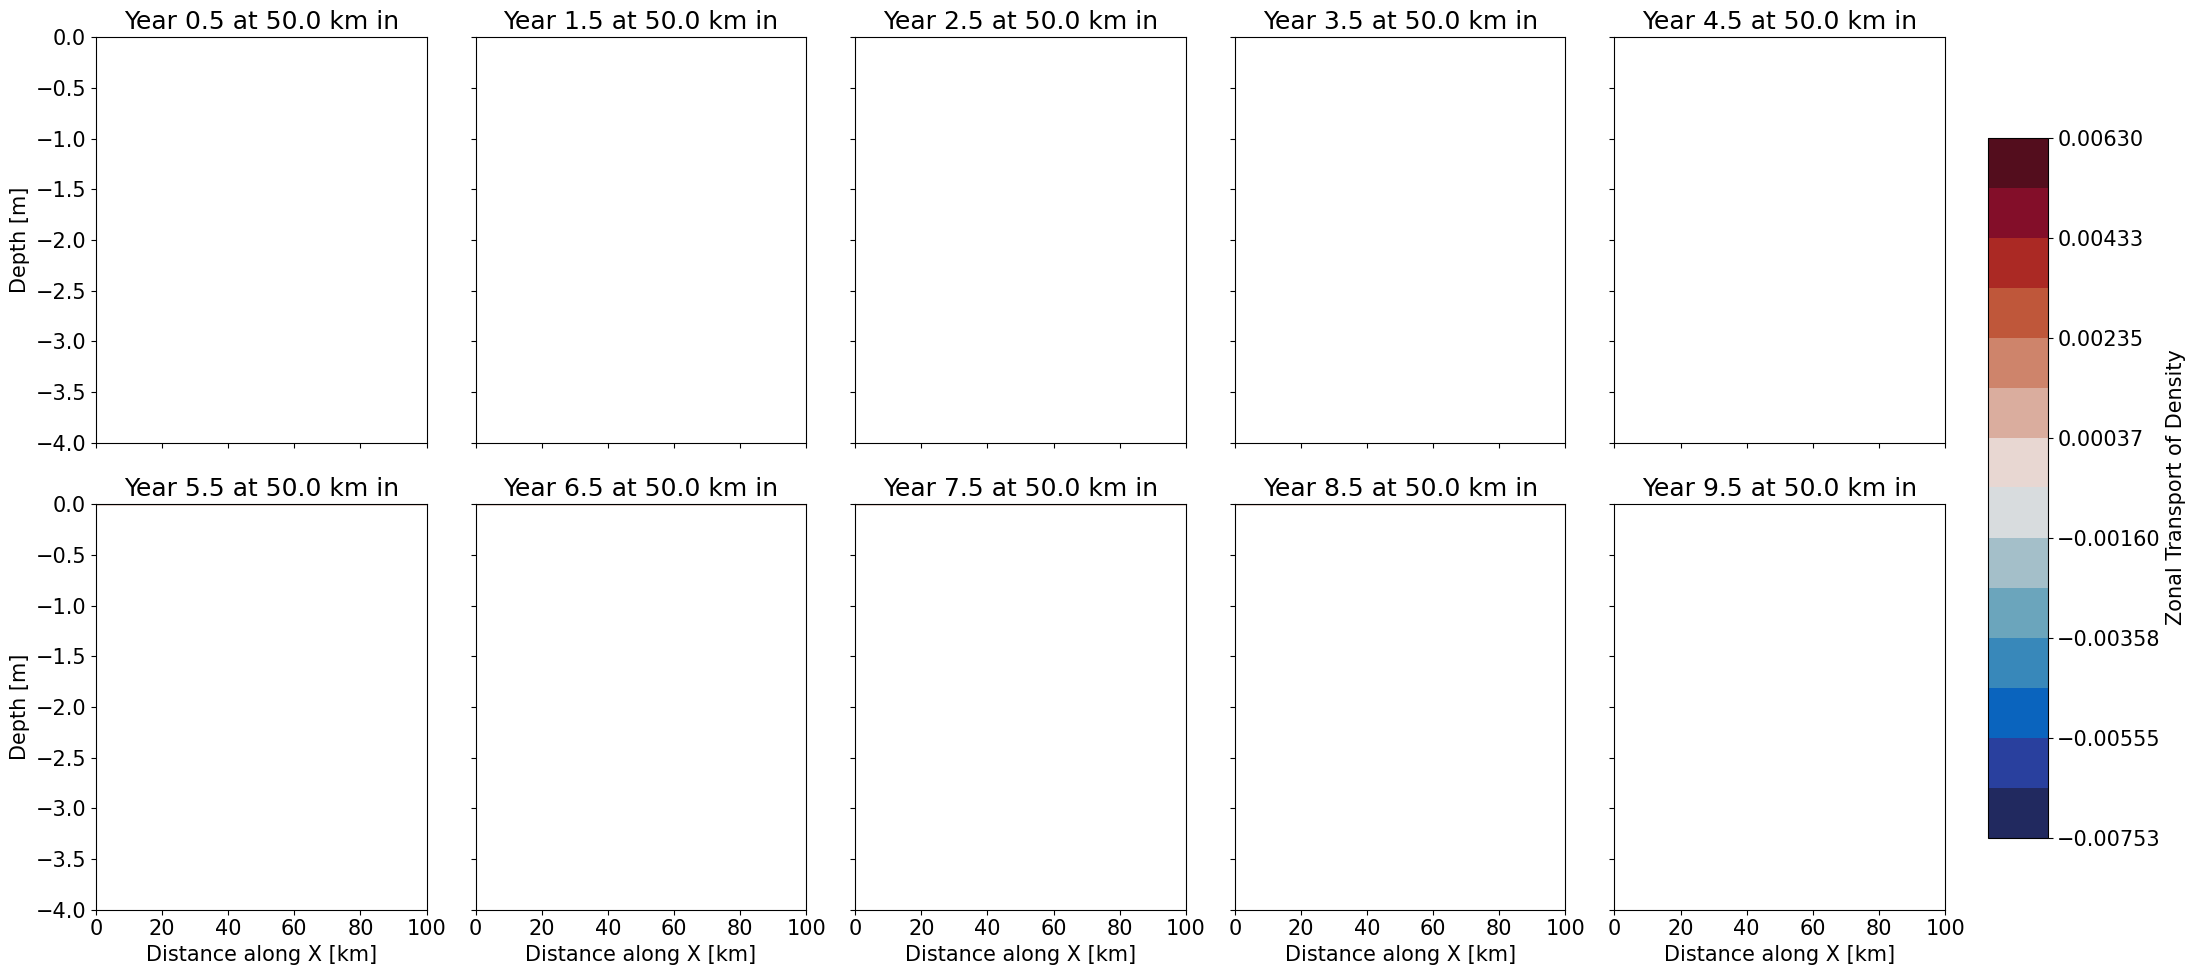 Year 0.5 at 50.0 km in
Year 1.5 at 50.0 km in
Year 2.5 at 50.0 km in
Year 3.5 at 50.0 km in
Year 4.5 at 50.0 km in
Depth [m]
0.0
−0.5
−1.0
−1.5
−2.0
−2.5
−3.0
−3.5
−4.0
Year 5.5 at 50.0 km in
Year 6.5 at 50.0 km in
Year 7.5 at 50.0 km in
Year 8.5 at 50.0 km in
Year 9.5 at 50.0 km in
Depth [m]
0.0
−0.5
−1.0
−1.5
−2.0
−2.5
−3.0
−3.5
−4.0
0 20 40 60 80 100
Distance along X [km]
0 20 40 60 80 100
Distance along X [km]
0 20 40 60 80 100
Distance along X [km]
0 20 40 60 80 100
Distance along X [km]
0 20 40 60 80 100
Distance along X [km]
0.00630
0.00433
0.00235
0.00037
−0.00160
−0.00358
−0.00555
−0.00753
Zonal Transport of Density